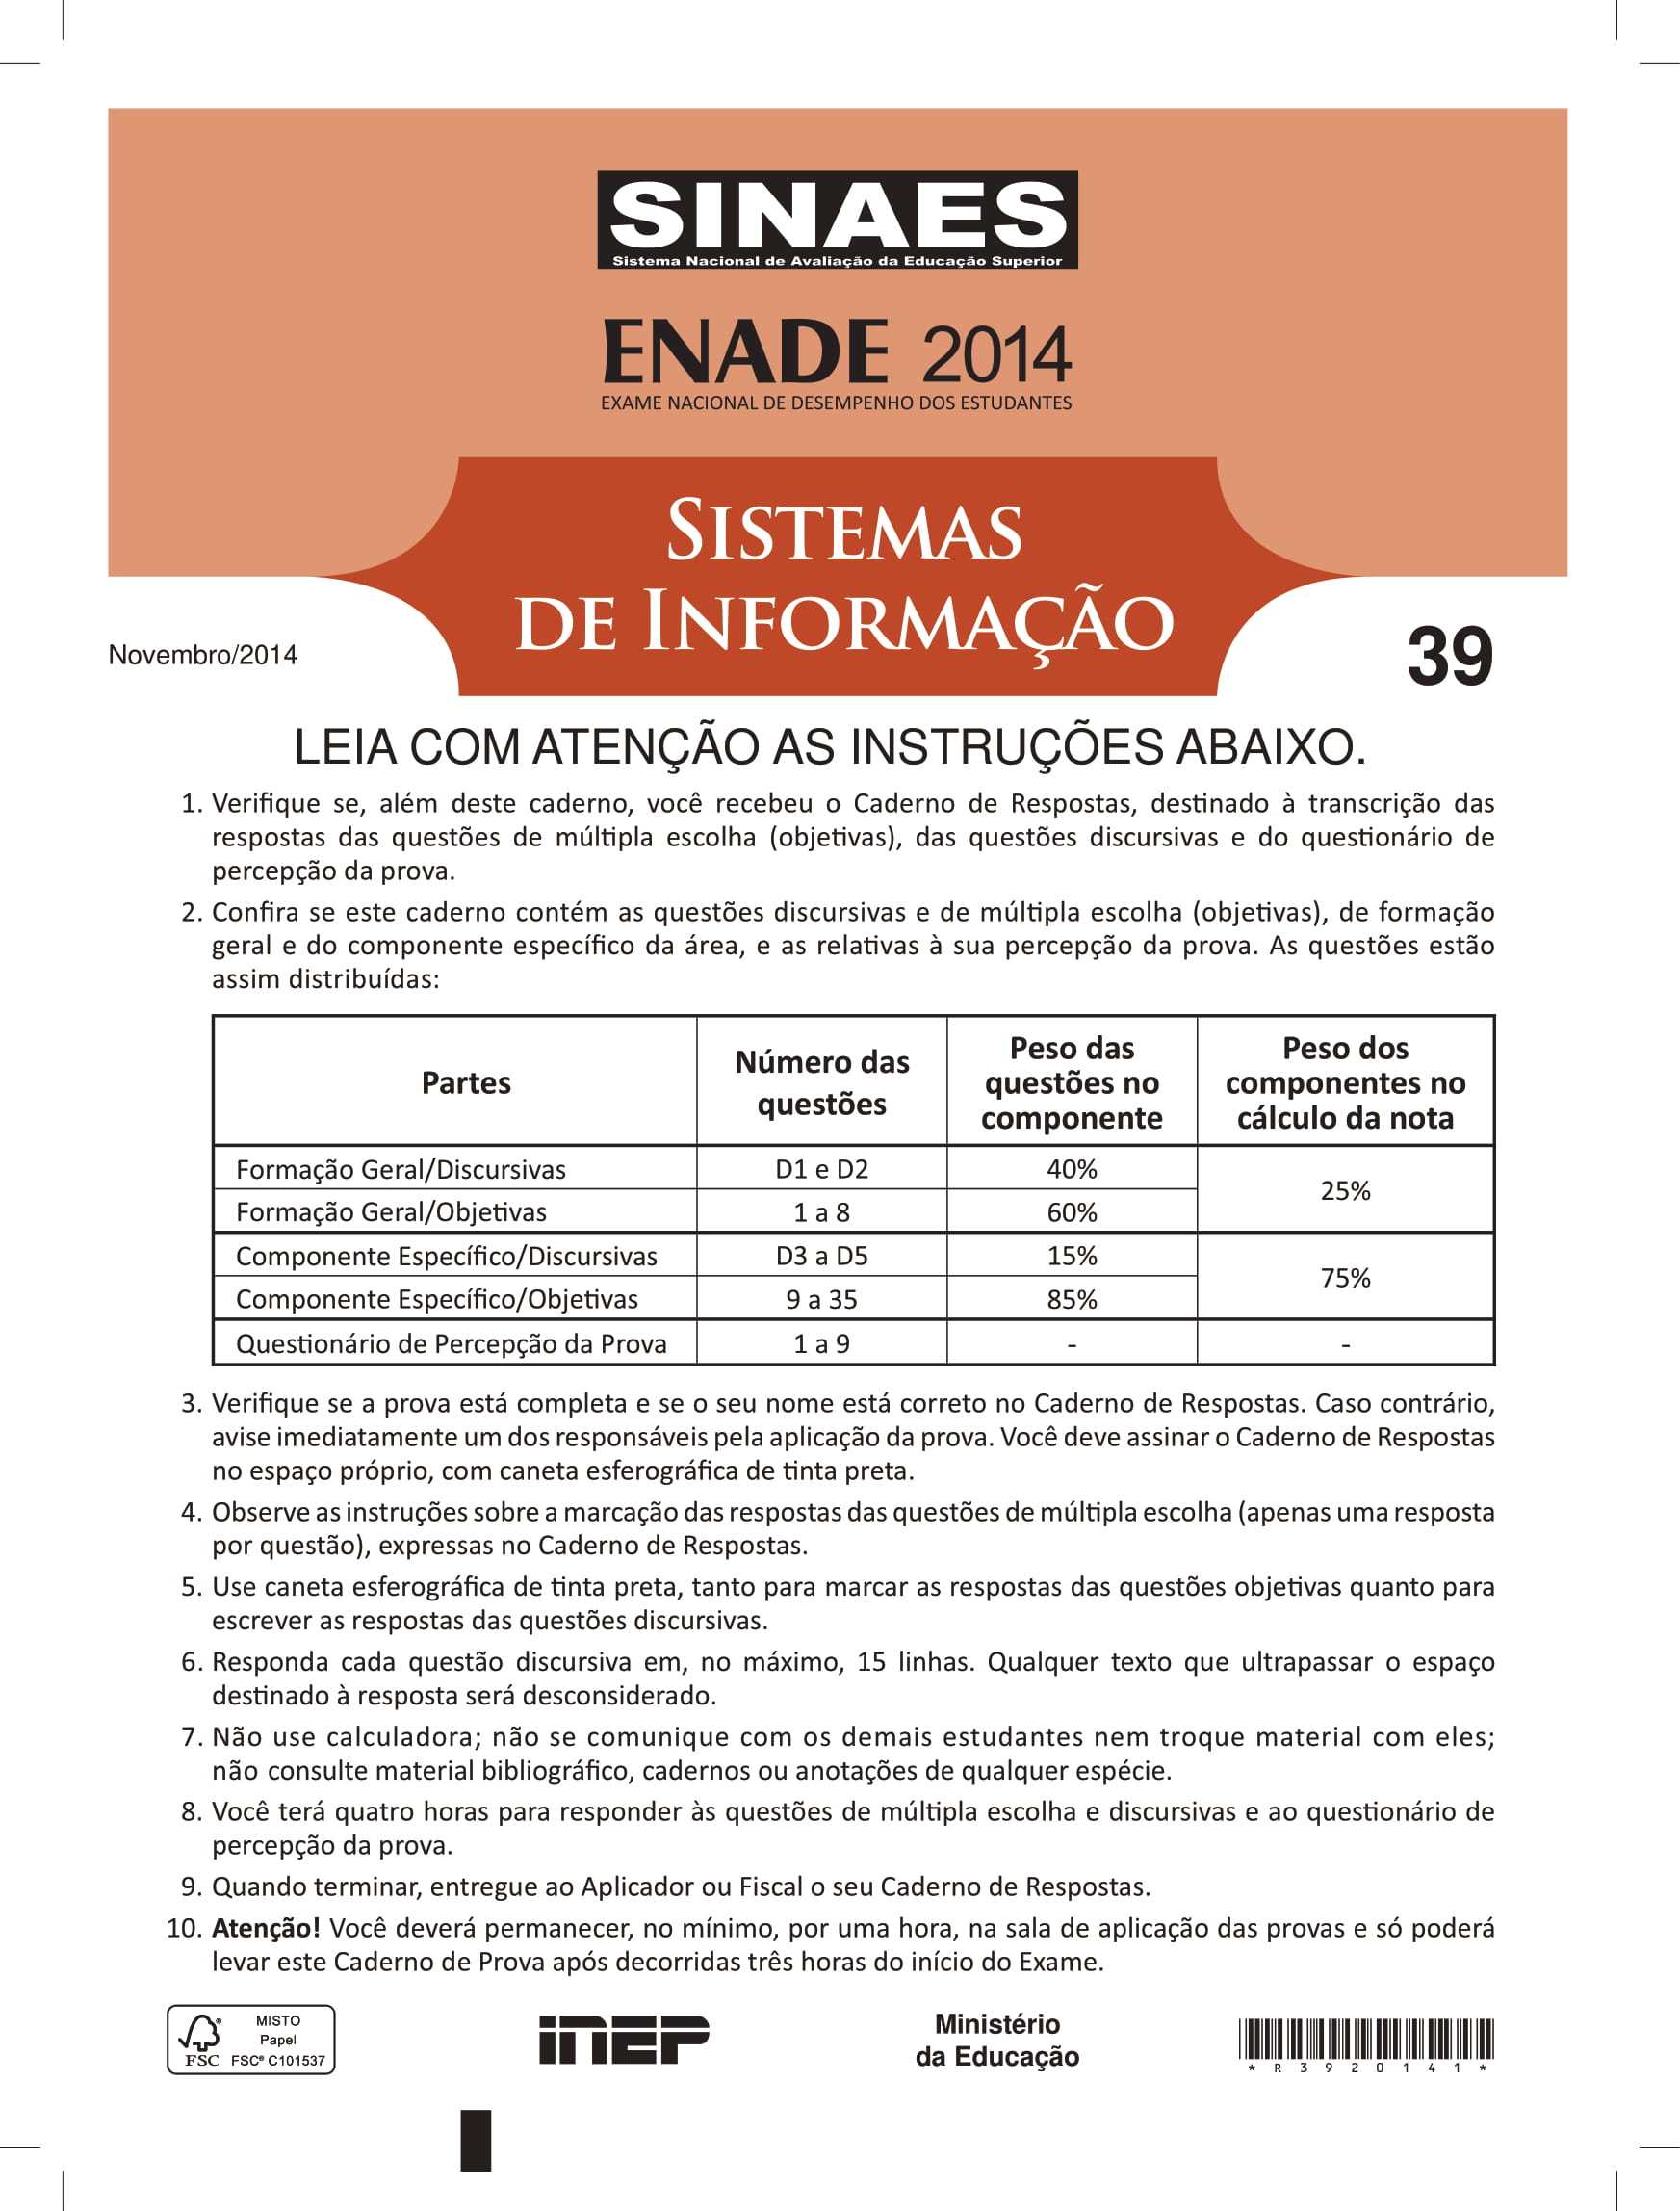 SINAES
Sistema Nacional de Avaliação da Educação Superior
ENADE 2014
EXAME NACIONAL DE DESEMPENHO DOS ESTUDANTES
SISTEMAS
DE INFORMAÇÃO
Novembro/2014
39
LEIA COM ATENÇÃO AS INSTRUÇÕES ABAIXO.
1. Verifique se, além deste caderno, você recebeu o Caderno de Respostas, destinado à transcrição das
respostas das questões de múltipla escolha (objetivas), das questões discursivas e do questionário de
percepção da prova.
2. Confira se este caderno contém as questões discursivas e de múltipla escolha (objetivas), de formação
geral e do componente específico da área, e as relativas à sua percepção da prova. As questões estão
assim distribuídas:
Partes
Número das
questões
Peso das
questões no
componente
Peso dos
componentes no
cálculo da nota
Formação Geral/Discursivas D1 e D2 40%
25%
Formação Geral/Objetivas 1 a 8 60%
Componente Específico/Discursivas D3 a D5 15%
75%
Componente Específico/Objetivas 9 a 35 85%
Questionário de Percepção da Prova 1 a 9 - -
3. Verifique se a prova está completa e se o seu nome está correto no Caderno de Respostas. Caso contrário,
avise imediatamente um dos responsáveis pela aplicação da prova. Você deve assinar o Caderno de Respostas
no espaço próprio, com caneta esferográfica de tinta preta.
4. Observe as instruções sobre a marcação das respostas das questões de múltipla escolha (apenas uma resposta
por questão), expressas no Caderno de Respostas.
5. Use caneta esferográfica de tinta preta, tanto para marcar as respostas das questões objetivas quanto para
escrever as respostas das questões discursivas.
6. Responda cada questão discursiva em, no máximo, 15 linhas. Qualquer texto que ultrapassar o espaço
destinado à resposta será desconsiderado.
7. Não use calculadora; não se comunique com os demais estudantes nem troque material com eles;
não consulte material bibliográfico, cadernos ou anotações de qualquer espécie.
8. Você terá quatro horas para responder às questões de múltipla escolha e discursivas e ao questionário de
percepção da prova.
9. Quando terminar, entregue ao Aplicador ou Fiscal o seu Caderno de Respostas.
10. Atenção! Você deverá permanecer, no mínimo, por uma hora, na sala de aplicação das provas e só poderá
levar este Caderno de Prova após decorridas três horas do início do Exame.
MISTO
Papel
FSC FSC® C101537
INEP
Ministério
da Educação
* R 3 9 2 0 1 4 1 *